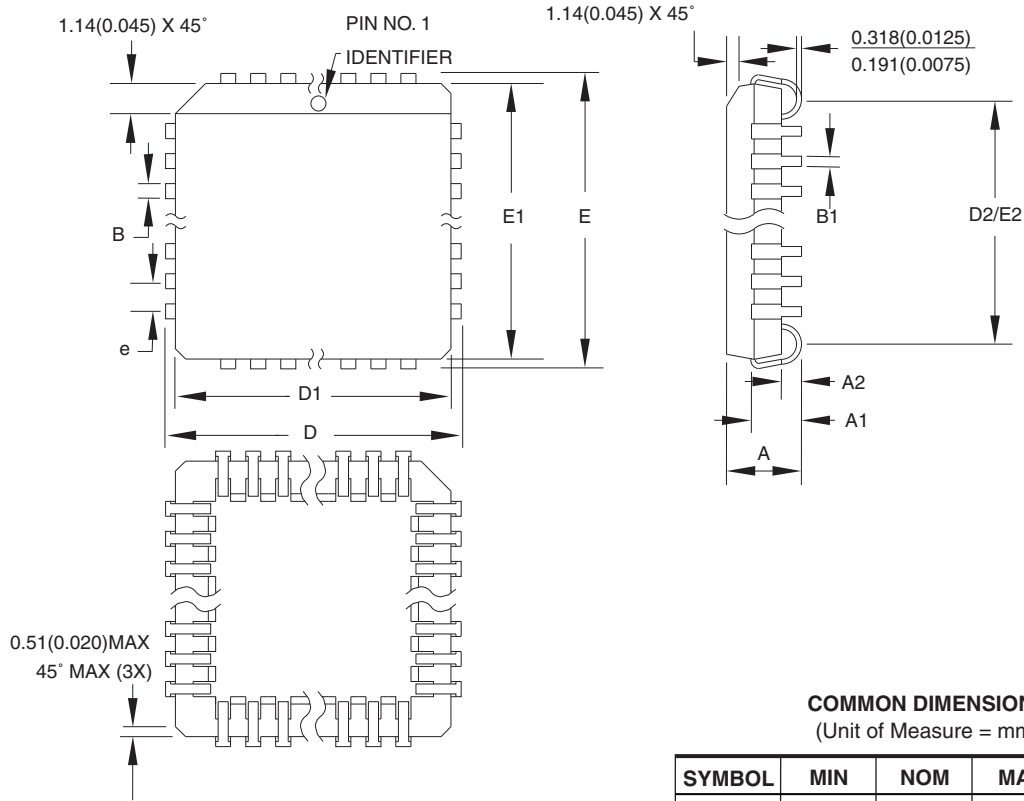 1.14(0.045) X 45˚
PIN NO. 1
IDENTIFIER
1.14(0.045) X 45˚
0.318(0.0125)
0.191(0.0075)
B
e
E1
E
B1
D2/E2
D1
D
A2
A1
A
0.51(0.020)MAX
45˚ MAX (3X)
COMMON DIMENSION
(Unit of Measure = mm
SYMBOL MIN NOM MA